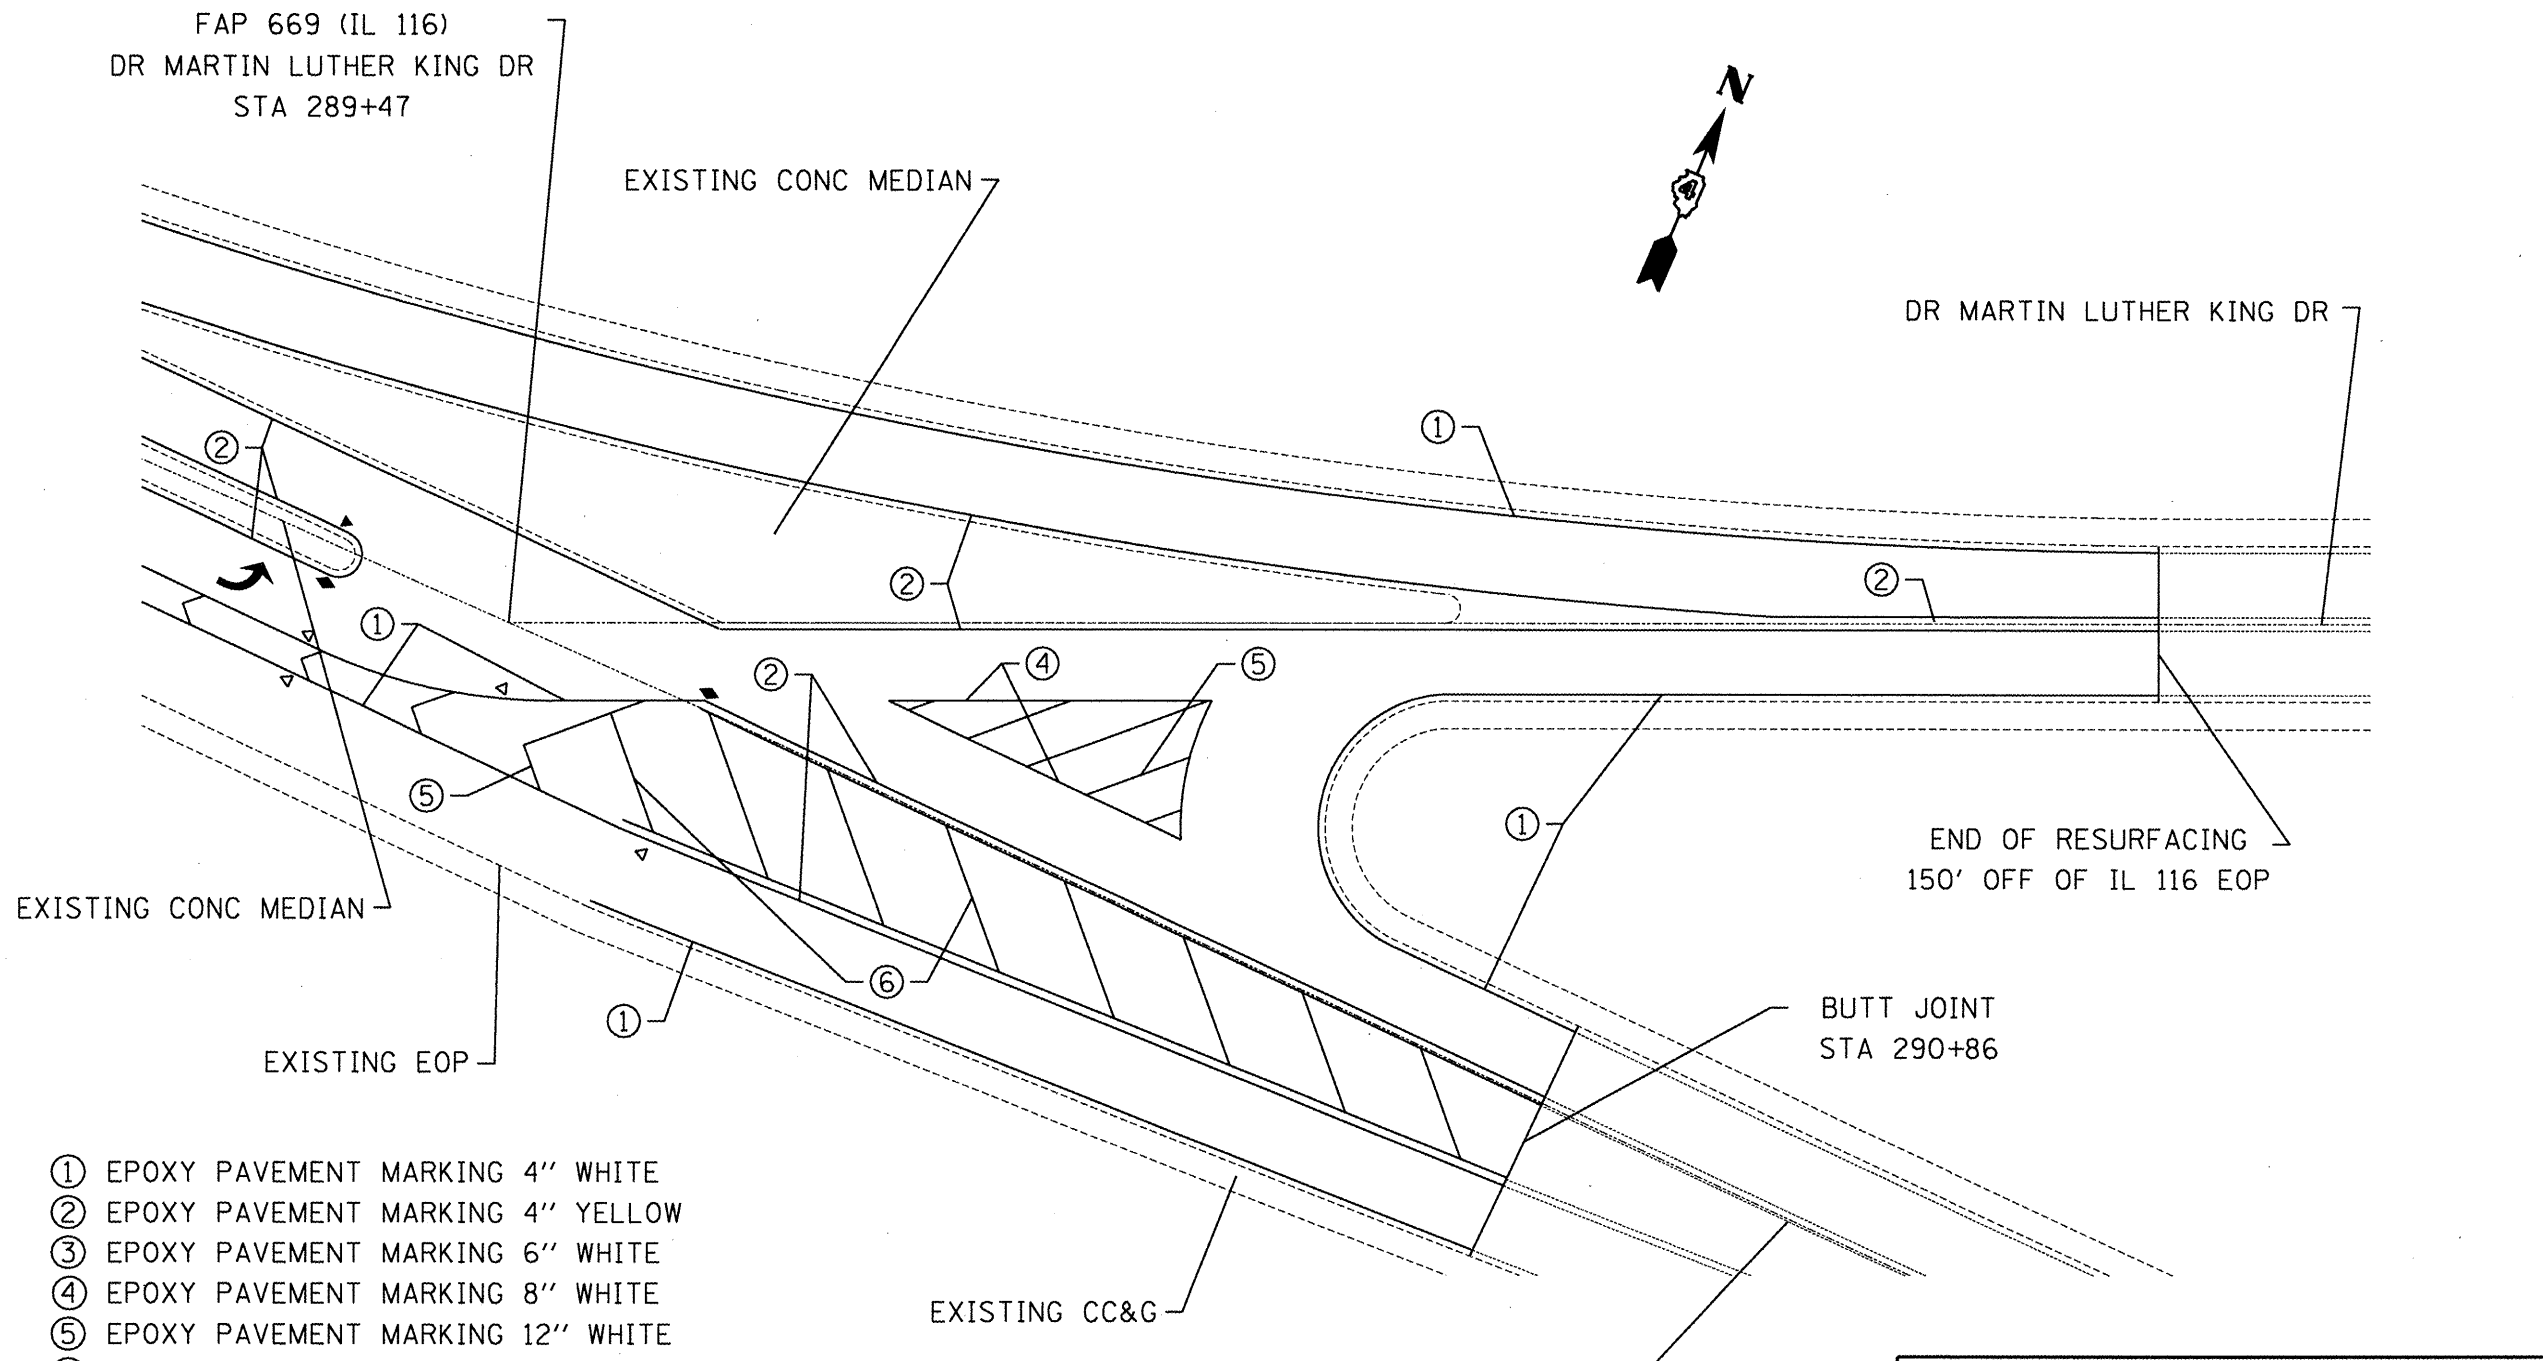 FAP 669 (IL 116)
DR MARTIN LUTHER KING DR
STA 289+47
EXISTING CONC MEDIAN
N
4
DR MARTIN LUTHER KING DR
1
2
2
2
1
2
4
5
5
1
END OF RESURFACING
150' OFF OF IL 116 EOP
EXISTING CONC MEDIAN
6
1
BUTT JOINT
STA 290+86
EXISTING EOP
1 EPOXY PAVEMENT MARKING 4'' WHITE
2 EPOXY PAVEMENT MARKING 4'' YELLOW
3 EPOXY PAVEMENT MARKING 6'' WHITE
4 EPOXY PAVEMENT MARKING 8'' WHITE
5 EPOXY PAVEMENT MARKING 12'' WHITE
EXISTING CC&G